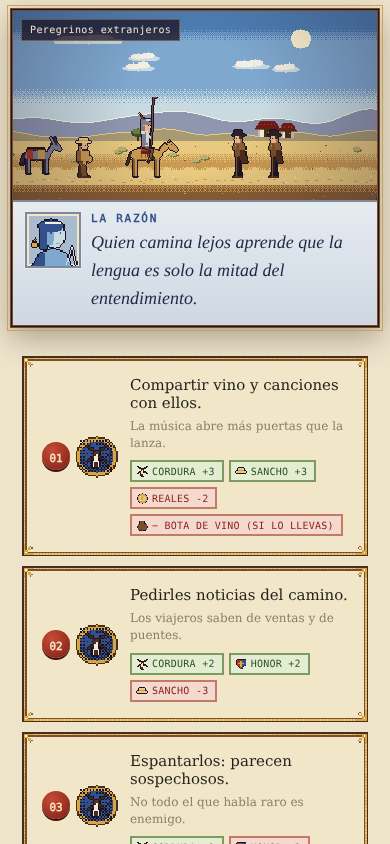 Peregrinos extranjeros
LA RAZÓN
Quien camina lejos aprende que la
lengua es solo la mitad del
entendimiento.
01
Compartir vino y canciones
con ellos.
La música abre más puertas que la
lanza.
CORDURA +3 SANCHO +3
REALES -2
− BOTA DE VINO (SI LO LLEVAS)
02
Pedirles noticias del camino.
Los viajeros saben de ventas y de
puentes.
CORDURA +2 HONOR +2
SANCHO -3
03
Espantarlos: parecen
sospechosos.
No todo el que habla raro es
enemigo.